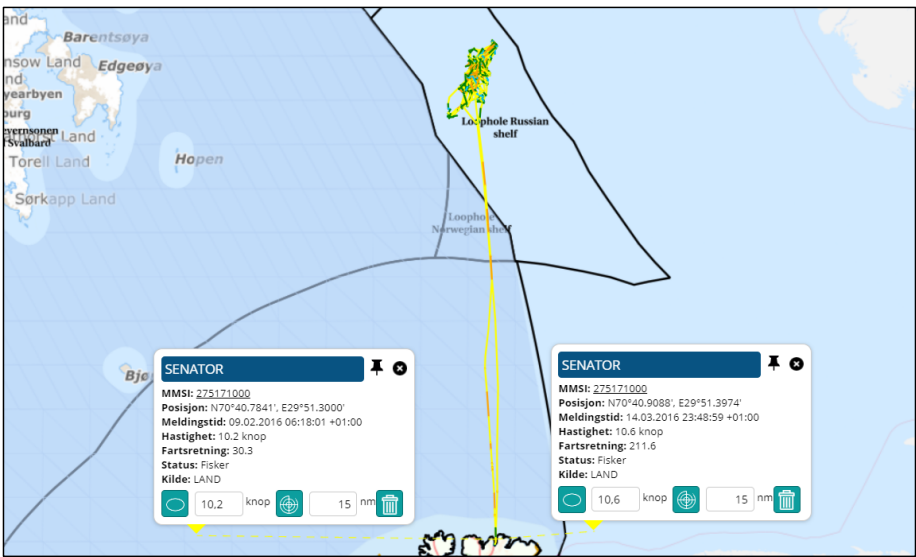 and
Barentsøya
nsow Land
Edgeøya
nd
yearbyen
burg
evernsonen
Land
f Svalbard
Torell Land
Hopen
Sørkapp Land
Loophole Russian
shelf
Loophole
Norwegian shelf
Bjø
SENATOR
MMSI: 275171000
Posisjon: N70°40.7841', E29°51.3000'
Meldingstid: 09.02.2016 06:18:01 +01:00
Hastighet: 10.2 knop
Fartsretning: 30.3
Status: Fisker
Kilde: LAND
10,2 knop 15 nm
SENATOR
MMSI: 275171000
Posisjon: N70°40.9088', E29°51.3974'
Meldingstid: 14.03.2016 23:48:59 +01:00
Hastighet: 10.6 knop
Fartsretning: 211.6
Status: Fisker
Kilde: LAND
10,6 knop 15 nm